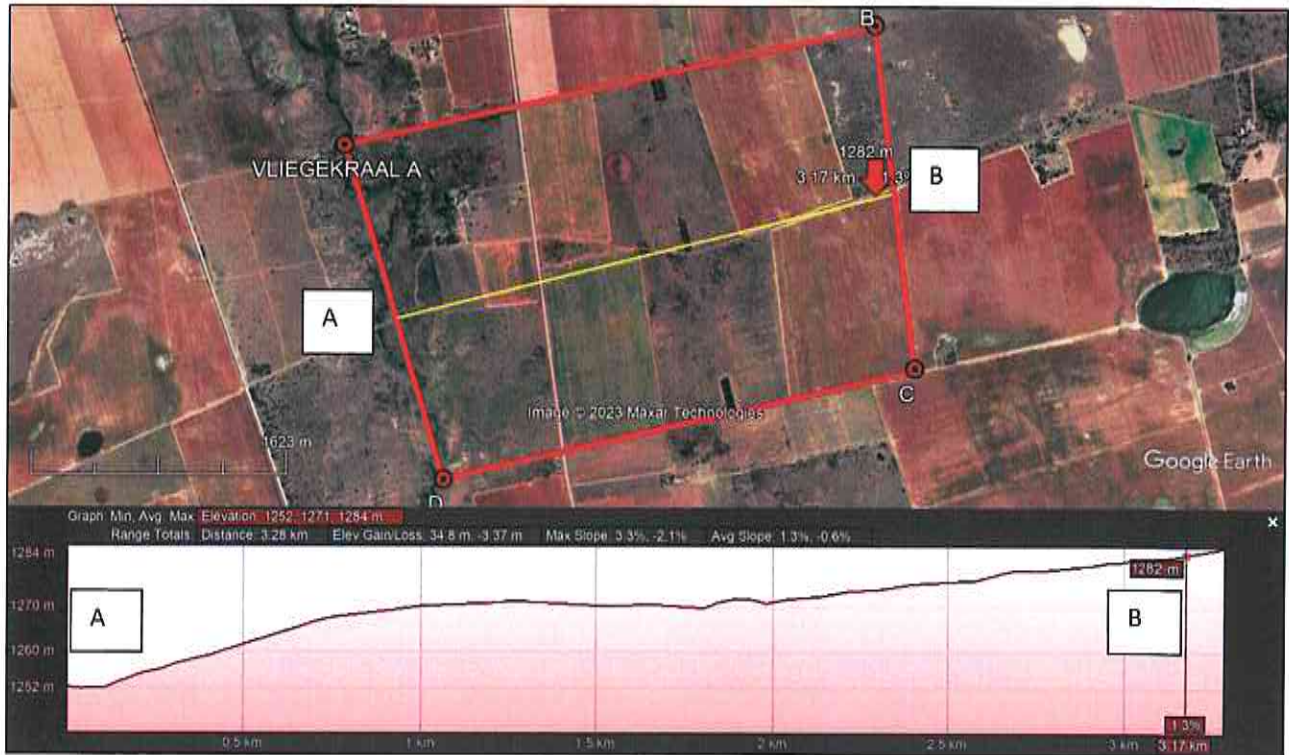 B
VLIEGEKRAAL A
1282 m
3.17 km 1.3%
B
A
C
Image © 2023 Maxar Technologies
1623 m
Google Earth
D
Graph: Min, Avg, Max Elevation: 1252, 1271, 1284 m
Range Totals: Distance: 3.28 km Elev Gain/Loss: 34.8 m, -3.37 m Max Slope: 3.3%, -2.1% Avg Slope: 1.3%, -0.6%
1284 m
1282 m
A
B
1270 m
1260 m
1252 m
1.3%
0.5 km 1 km 1.5 km 2 km 2.5 km 3 km 3.17 km